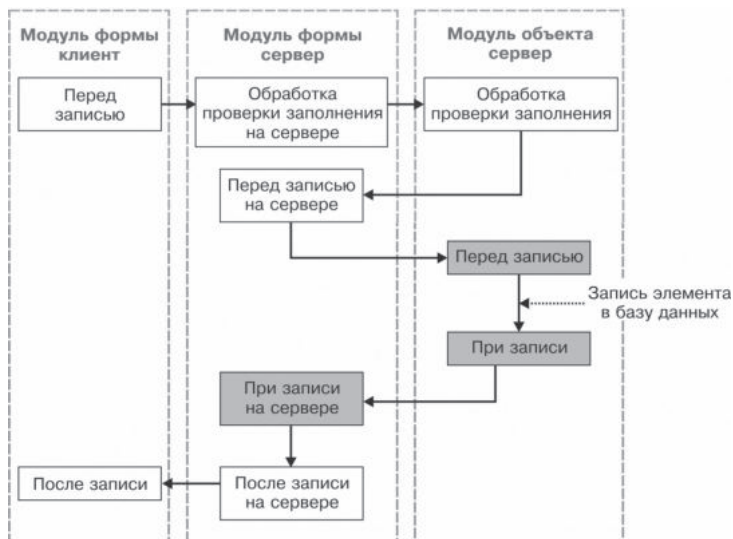 Модуль формы
клиент
Модуль формы
сервер
Модуль объекта
сервер
Перед
записью
Обработка
проверки заполнения
на сервере
Обработка
проверки заполнения
Перед записью
на сервере
Перед записью
Запись элемента
в базу данных
При записи
При записи
на сервере
После записи
После записи
на сервере